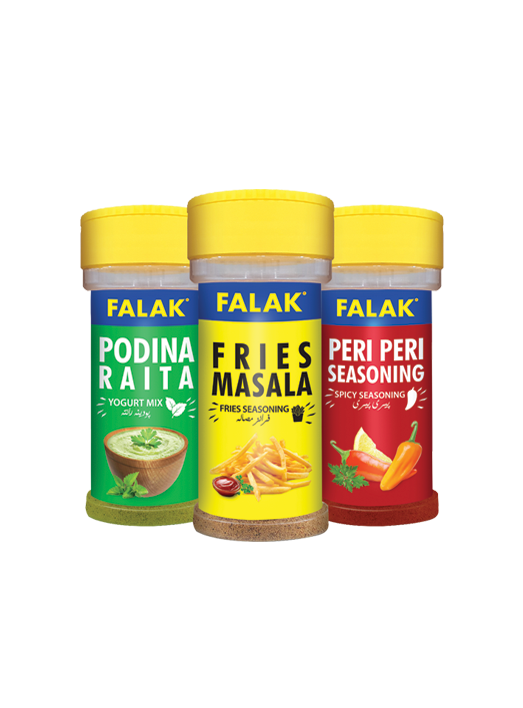 FALAK®
PODINA
RAITA
YOGURT MIX
پودینہ رائتہ
FALAK®
FRIES
MASALA
FRIES SEASONING
فرائز مصالہ
FALAK®
PERI PERI
SEASONING
SPICY SEASONING
پیری پیری